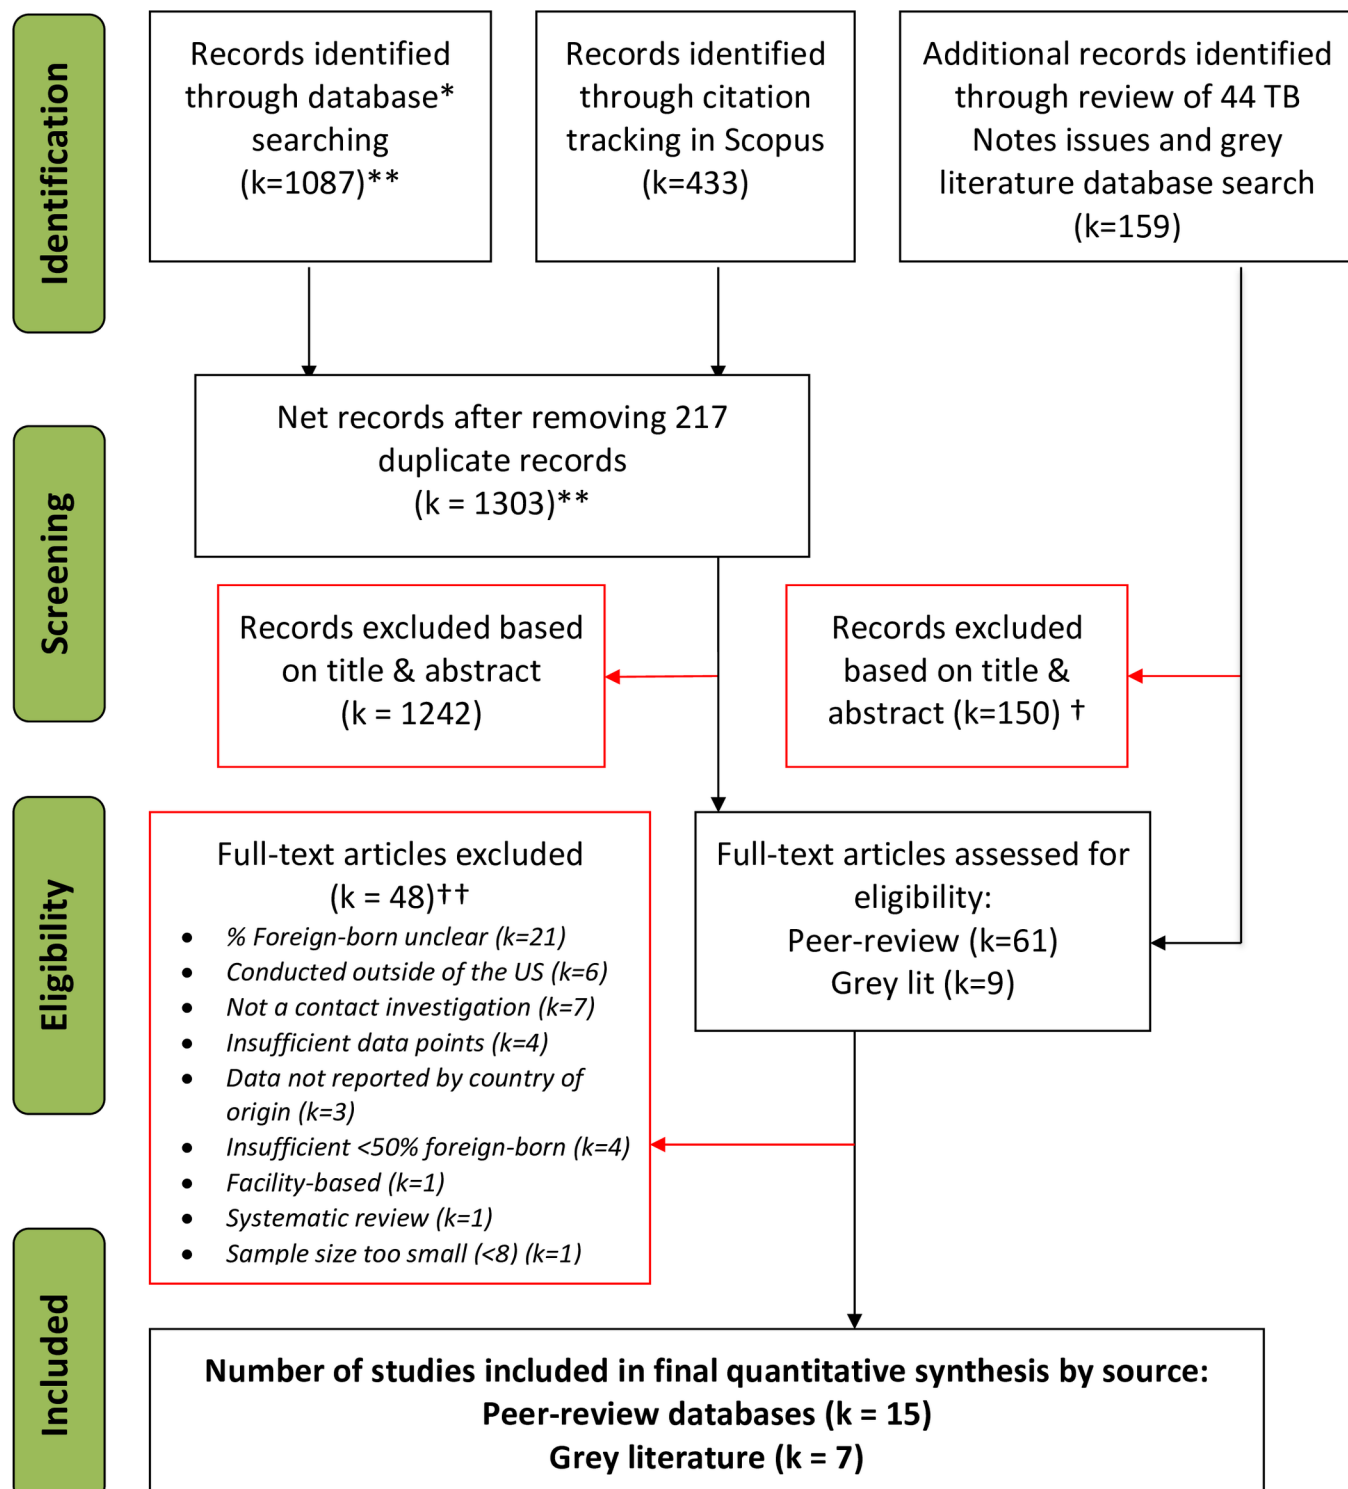 Identification
Records identified
through database*
searching
(k=1087)**
Records identified
through citation
tracking in Scopus
(k=433)
Additional records identified
through review of 44 TB
Notes issues and grey
literature database search
(k=159)
Screening
Net records after removing 217
duplicate records
(k = 1303)**
Records excluded based
on title & abstract
(k = 1242)
Records excluded
based on title &
abstract (k=150) †
Eligibility
Full-text articles excluded
(k = 48)††
• % Foreign-born unclear (k=21)
• Conducted outside of the US (k=6)
• Not a contact investigation (k=7)
• Insufficient data points (k=4)
• Data not reported by country of
origin (k=3)
• Insufficient <50% foreign-born (k=4)
• Facility-based (k=1)
• Systematic review (k=1)
• Sample size too small (<8) (k=1)
Full-text articles assessed for
eligibility:
Peer-review (k=61)
Grey lit (k=9)
Included
Number of studies included in final quantitative synthesis by source:
Peer-review databases (k = 15)
Grey literature (k = 7)